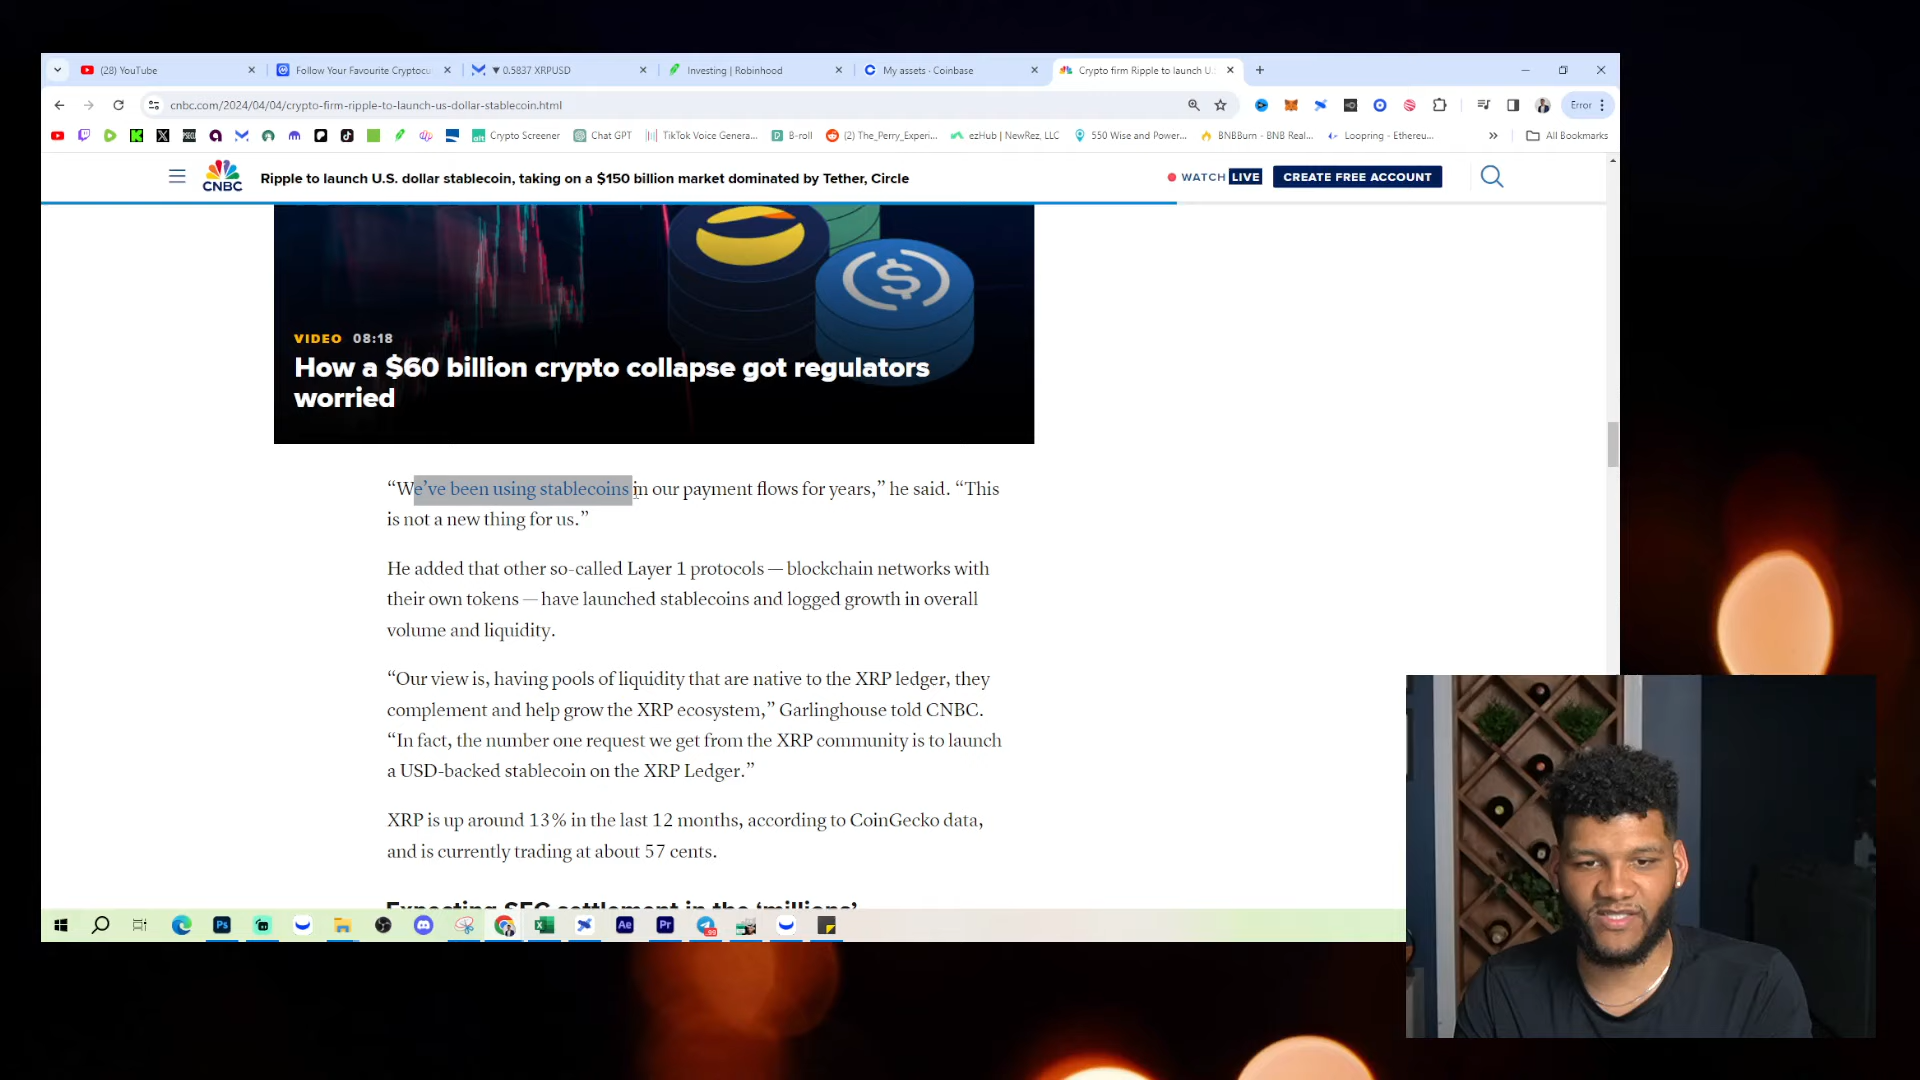 (28) YouTube
Follow Your Favourite Cryptocu
▼ 0.5837 XRPUSD
Investing | Robinhood
My assets - Coinbase
Crypto firm Ripple to launch U.
cnbc.com/2024/04/04/crypto-firm-ripple-to-launch-us-dollar-stablecoin.html
Error
Crypto Screener
Chat GPT
TikTok Voice Genera...
B-roll
(2) The_Perry_Experi...
ezHub | NewRez, LLC
550 Wise and Power...
BNBBurn - BNB Real...
Loopring - Ethereu...
All Bookmarks
CNBC
Ripple to launch U.S. dollar stablecoin, taking on a $150 billion market dominated by Tether, Circle
WATCH LIVE
CREATE FREE ACCOUNT
VIDEO 08:18
How a $60 billion crypto collapse got regulators
worried
“We’ve been using stablecoins in our payment flows for years,” he said. “This
is not a new thing for us.”
He added that other so-called Layer 1 protocols — blockchain networks with
their own tokens — have launched stablecoins and logged growth in overall
volume and liquidity.
“Our view is, having pools of liquidity that are native to the XRP ledger, they
complement and help grow the XRP ecosystem,” Garlinghouse told CNBC.
“In fact, the number one request we get from the XRP community is to launch
a USD-backed stablecoin on the XRP Ledger.”
XRP is up around 13% in the last 12 months, according to CoinGecko data,
and is currently trading at about 57 cents.
Expecting SEC settlement in the ‘millions’
Ps
Ae
Pr